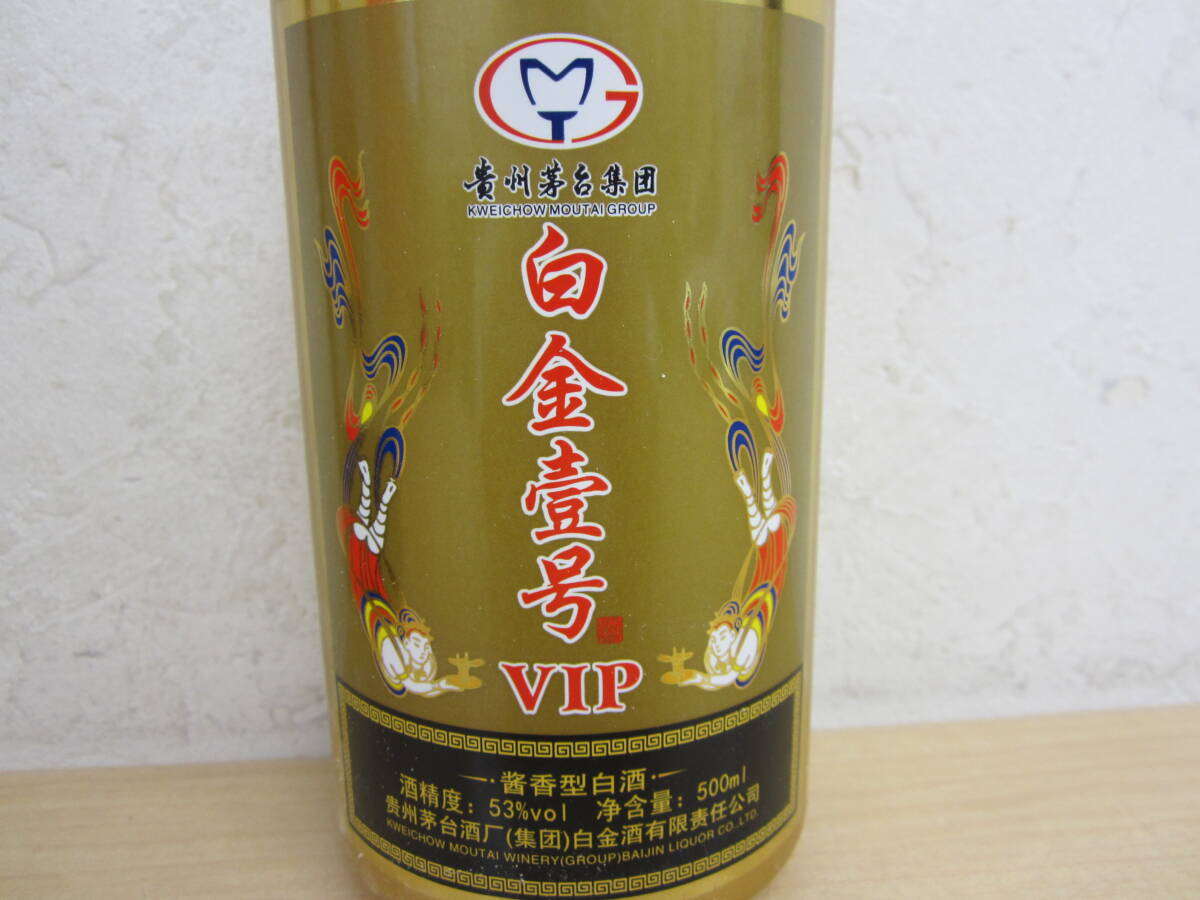 MTG
貴州茅台集团
KWEICHOW MOUTAI GROUP
白金壹号
VIP
酱香型白酒
酒精度：53%vol 净含量：500ml
贵州茅台酒厂(集团)白金酒有限责任公司
KWEICHOW MOUTAI WINERY(GROUP)BAIJIN LIQUOR CO.,LTD.